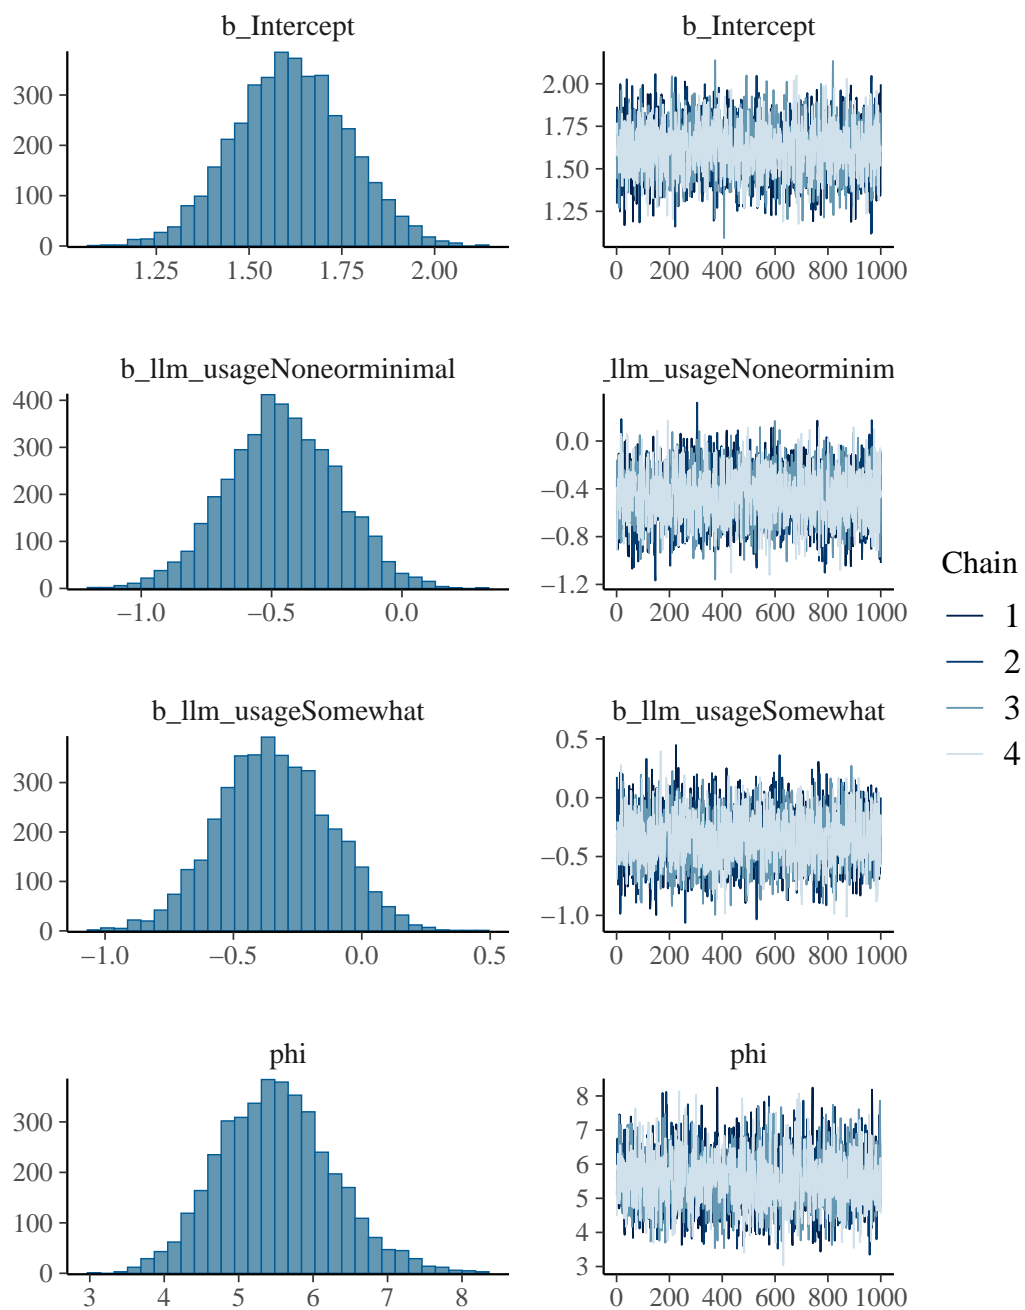 b_Intercept
300
200
100
0
1.25 1.50 1.75 2.00
b_Intercept
2.00
1.75
1.50
1.25
0 200 400 600 800 1000
b_llm_usageNoneorminimal
400
300
200
100
0
−1.0 −0.5 0.0
_llm_usageNoneorminim
0.0
−0.4
−0.8
−1.2
0 200 400 600 800 1000
b_llm_usageSomewhat
300
200
100
0
−1.0 −0.5 0.0 0.5
b_llm_usageSomewhat
0.5
0.0
−0.5
−1.0
0 200 400 600 800 1000
phi
300
200
100
0
3 4 5 6 7 8
phi
8
7
6
5
4
3
0 200 400 600 800 1000
Chain
1
2
3
4